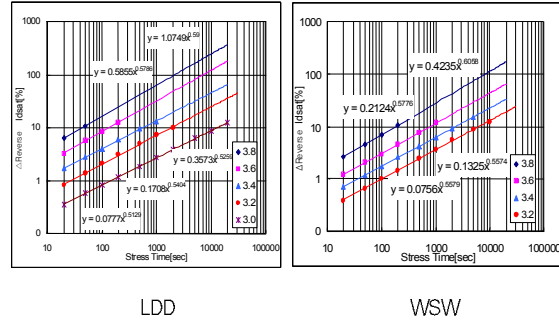 1000
100
10
1
0
△Reverse Idsat[%]
y = 1.0749x^0.59
y = 0.5855x^0.5786
y = 0.3573x^0.5259
y = 0.1708x^0.5404
y = 0.0777x^0.5129
3.8
3.6
3.4
3.2
3.0
10 100 1000 10000 100000
Stress Time[sec]
LDD
1000
100
10
1
0
△Reverse Idsat[%]
y = 0.4235x^0.6058
y = 0.2124x^0.5776
y = 0.1325x^0.5574
y = 0.0756x^0.5579
3.8
3.6
3.4
3.2
10 100 1000 10000 100000
Stress Time[sec]
WSW